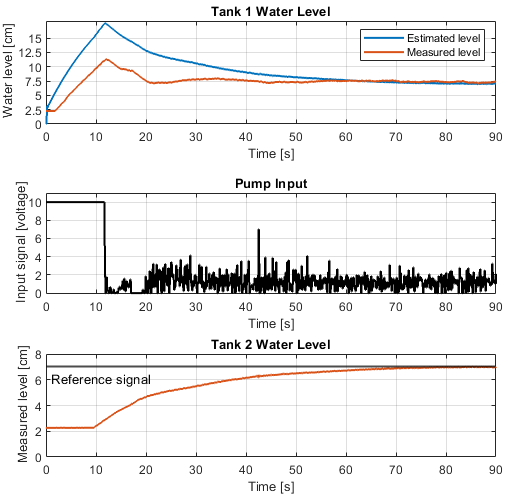 Tank 1 Water Level
Water level [cm]
15
12.5
10
7.5
5
2.5
0
Estimated level
Measured level
0 10 20 30 40 50 60 70 80 90
Time [s]
Pump Input
Input signal [voltage]
10
8
6
4
2
0
0 10 20 30 40 50 60 70 80 90
Time [s]
Tank 2 Water Level
Measured level [cm]
8
6
4
2
0
Reference signal
0 10 20 30 40 50 60 70 80 90
Time [s]